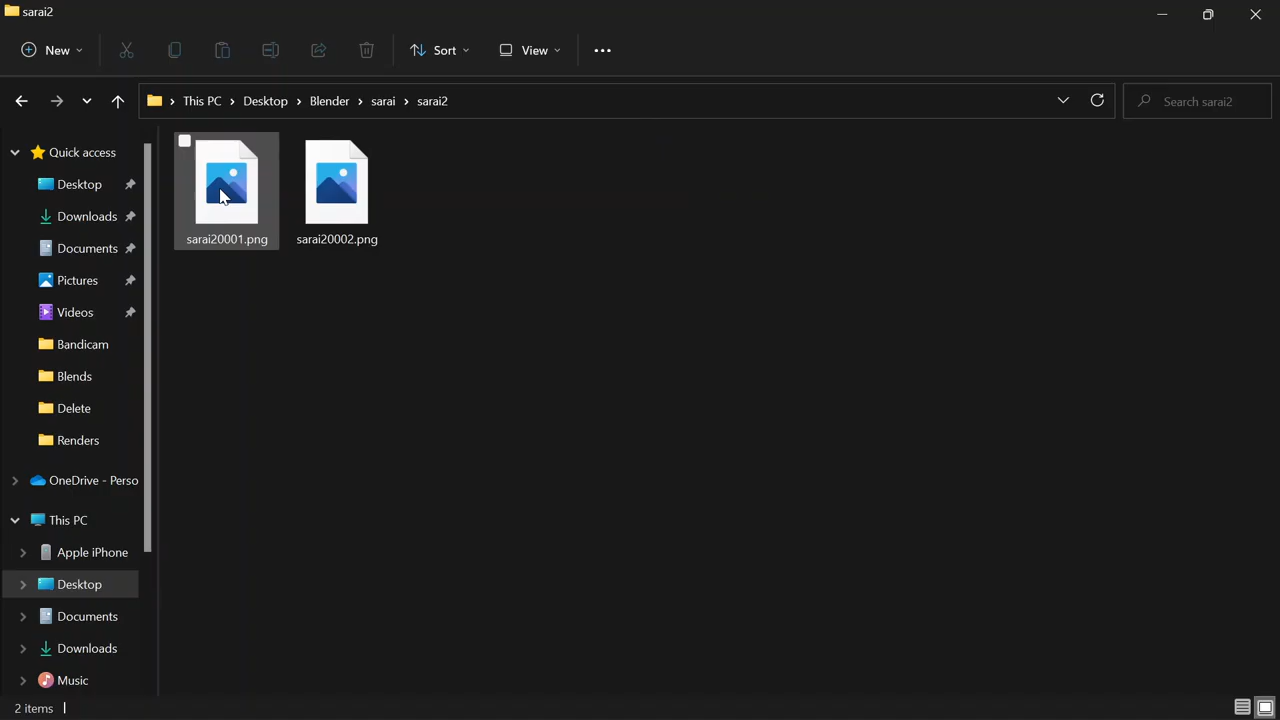 sarai2
New
Sort
View
This PC
Desktop
Blender
sarai
sarai2
Search sarai2
Quick access
Desktop
Downloads
Documents
Pictures
Videos
Bandicam
Blends
Delete
Renders
OneDrive - Perso
This PC
Apple iPhone
Desktop
Documents
Downloads
Music
sarai20001.png
sarai20002.png
2 items